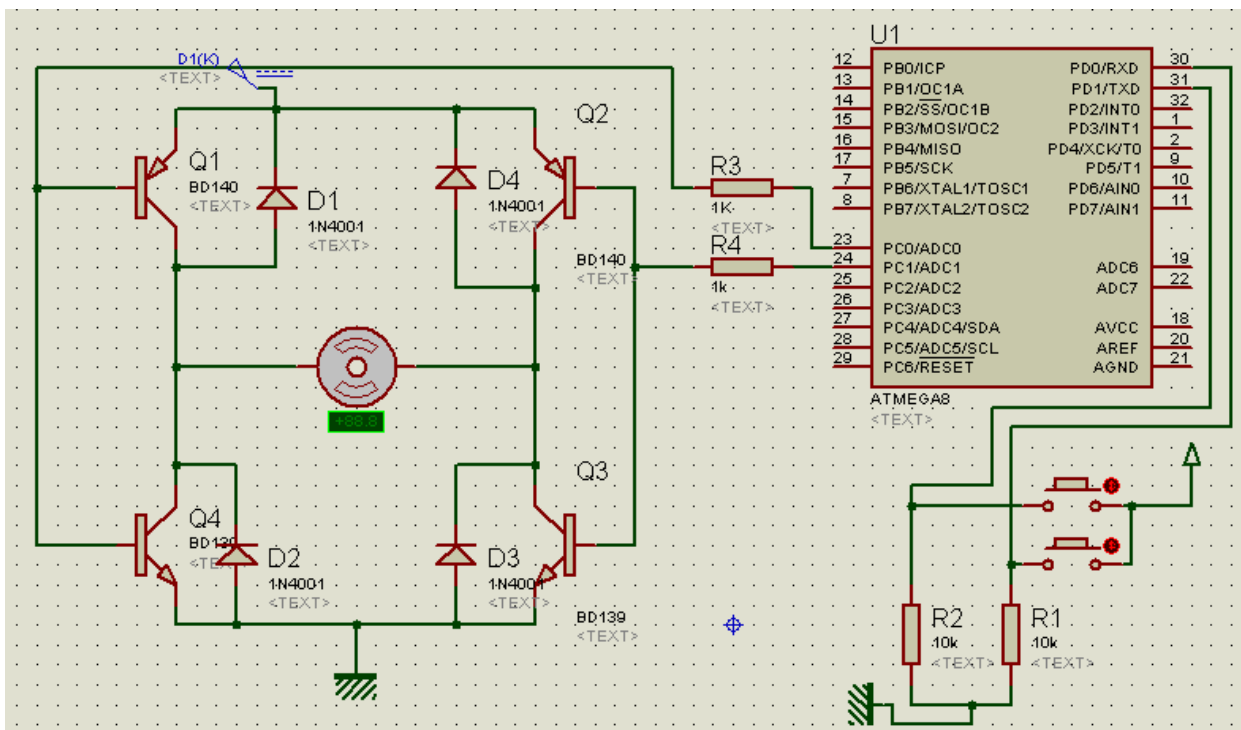 D1(K)
<TEXT>
Q1
BD140
<TEXT>
D1
1N4001
<TEXT>
D4
1N4001
<TEXT>
Q2
BD140
<TEXT>
+88.8
Q4
BD139
<TEXT>
D2
1N4001
<TEXT>
D3
1N4001
<TEXT>
Q3
BD139
<TEXT>
R3
1K
<TEXT>
R4
1k
<TEXT>
U1
12 PB0/ICP PD0/RXD 30
13 PB1/OC1A PD1/TXD 31
14 PB2/SS/OC1B PD2/INT0 32
15 PB3/MOSI/OC2 PD3/INT1 1
16 PB4/MISO PD4/XCK/T0 2
17 PB5/SCK PD5/T1 9
7 PB6/XTAL1/TOSC1 PD6/AIN0 10
8 PB7/XTAL2/TOSC2 PD7/AIN1 11
23 PC0/ADC0
24 PC1/ADC1 ADC6 19
25 PC2/ADC2 ADC7 22
26 PC3/ADC3
27 PC4/ADC4/SDA AVCC 18
28 PC5/ADC5/SCL AREF 20
29 PC6/RESET AGND 21
ATMEGA8
<TEXT>
R2
10k
<TEXT>
R1
10k
<TEXT>